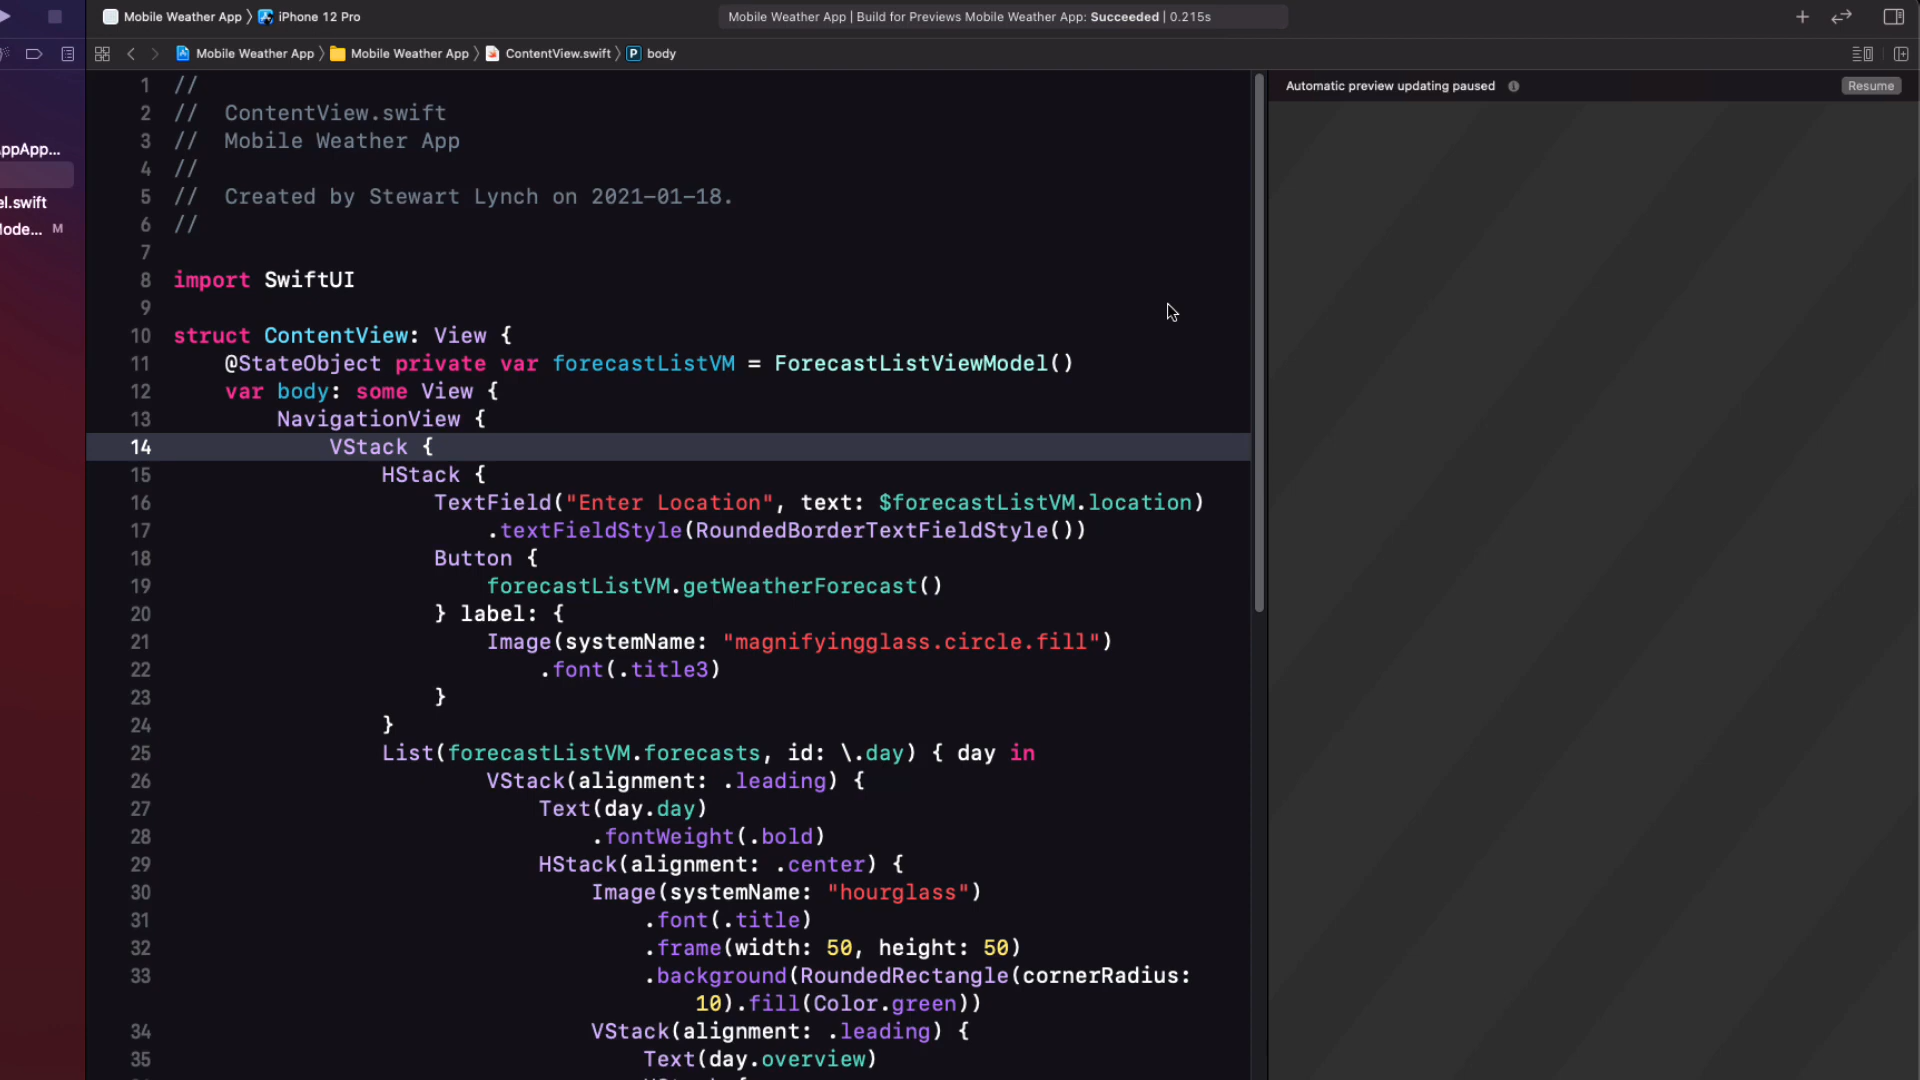 Mobile Weather App 〉 iPhone 12 Pro
Mobile Weather App | Build for Previews Mobile Weather App: Succeeded | 0.215s
Mobile Weather App 〉 Mobile Weather App 〉 ContentView.swift 〉 P body
Automatic preview updating paused
Resume
ppApp...
el.swift
lode... M
1 //
2 //  ContentView.swift
3 //  Mobile Weather App
4 //
5 //  Created by Stewart Lynch on 2021-01-18.
6 //
7
8 import SwiftUI
9
10 struct ContentView: View {
11     @StateObject private var forecastListVM = ForecastListViewModel()
12     var body: some View {
13         NavigationView {
14             VStack {
15                 HStack {
16                     TextField("Enter Location", text: $forecastListVM.location)
17                         .textFieldStyle(RoundedBorderTextFieldStyle())
18                     Button {
19                         forecastListVM.getWeatherForecast()
20                     } label: {
21                         Image(systemName: "magnifyingglass.circle.fill")
22                             .font(.title3)
23                     }
24                 }
25                 List(forecastListVM.forecasts, id: \.day) { day in
26                         VStack(alignment: .leading) {
27                             Text(day.day)
28                                 .fontWeight(.bold)
29                             HStack(alignment: .center) {
30                                 Image(systemName: "hourglass")
31                                     .font(.title)
32                                     .frame(width: 50, height: 50)
33                                     .background(RoundedRectangle(cornerRadius:
                                        10).fill(Color.green))
34                                 VStack(alignment: .leading) {
35                                     Text(day.overview)